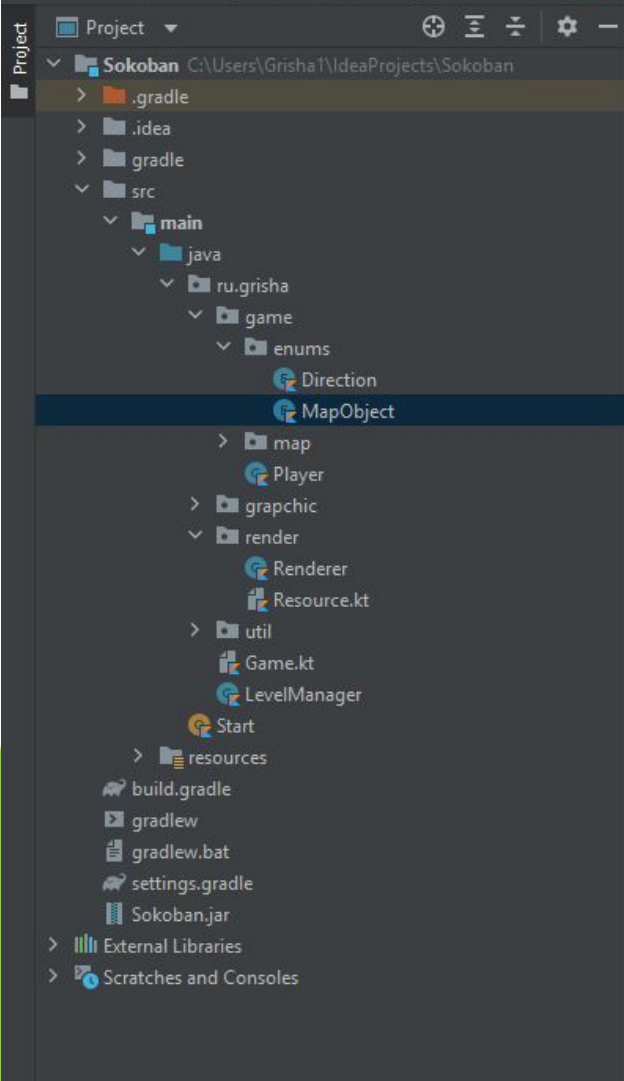 Project
Project
Sokoban C:\Users\Grisha1\IdeaProjects\Sokoban
.gradle
.idea
gradle
src
main
java
ru.grisha
game
enums
Direction
MapObject
map
Player
grapchic
render
Renderer
Resource.kt
util
Game.kt
LevelManager
Start
resources
build.gradle
gradlew
gradlew.bat
settings.gradle
Sokoban.jar
External Libraries
Scratches and Consoles